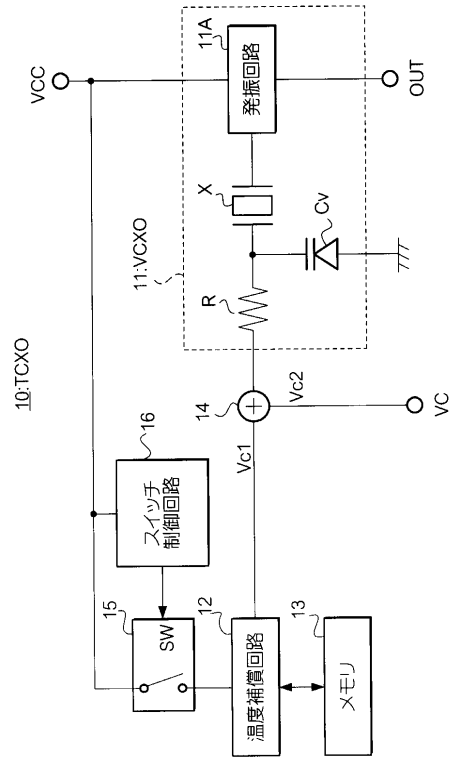 10:TCXO
VCC
16
スイッチ
制御回路
15
SW
11:VCXO
11A
発振回路
X
R
Cv
OUT
14
Vc1
Vc2
VC
12
温度補償回路
13
メモリ